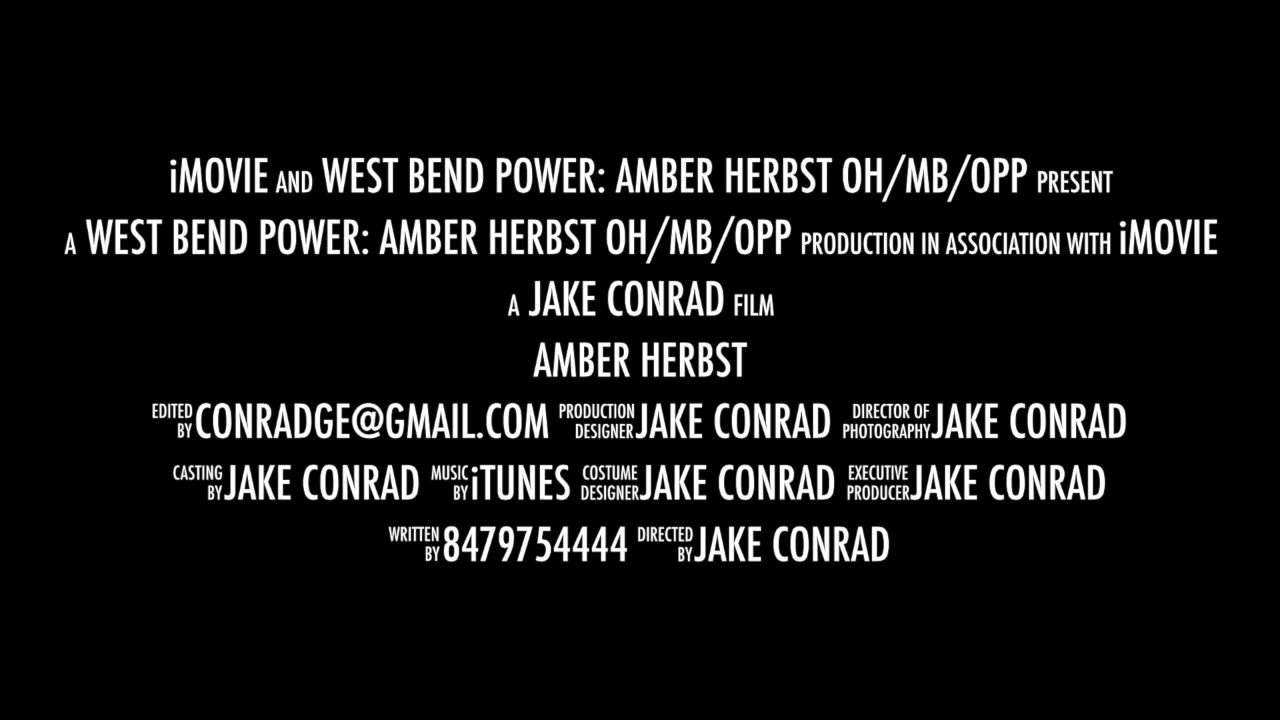 iMOVIE AND WEST BEND POWER: AMBER HERBST OH/MB/OPP PRESENT
A WEST BEND POWER: AMBER HERBST OH/MB/OPP PRODUCTION IN ASSOCIATION WITH iMOVIE
A JAKE CONRAD FILM
AMBER HERBST
EDITED BY CONRADGE@GMAIL.COM PRODUCTION DESIGNER JAKE CONRAD DIRECTOR OF PHOTOGRAPHY JAKE CONRAD
CASTING BY JAKE CONRAD MUSIC BY iTUNES COSTUME DESIGNER JAKE CONRAD EXECUTIVE PRODUCER JAKE CONRAD
WRITTEN BY 8479754444 DIRECTED BY JAKE CONRAD